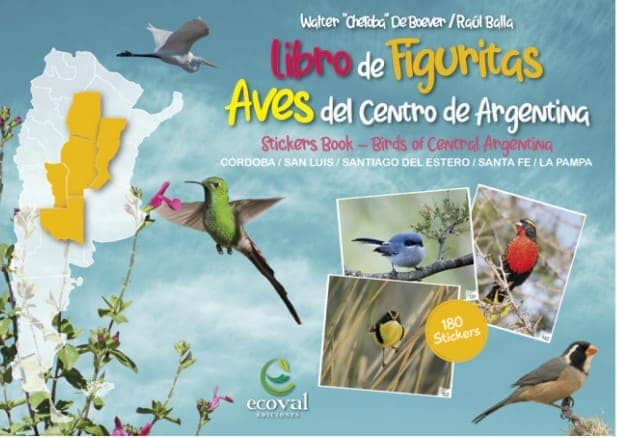 Walter "Chetoba" De Boever / Raúl Balla
Libro de Figuritas
Aves del Centro de Argentina
Stickers Book – Birds of Central Argentina
CÓRDOBA / SAN LUIS / SANTIAGO DEL ESTERO / SANTA FE / LA PAMPA
180
Stickers
ecoval
EDICIONES